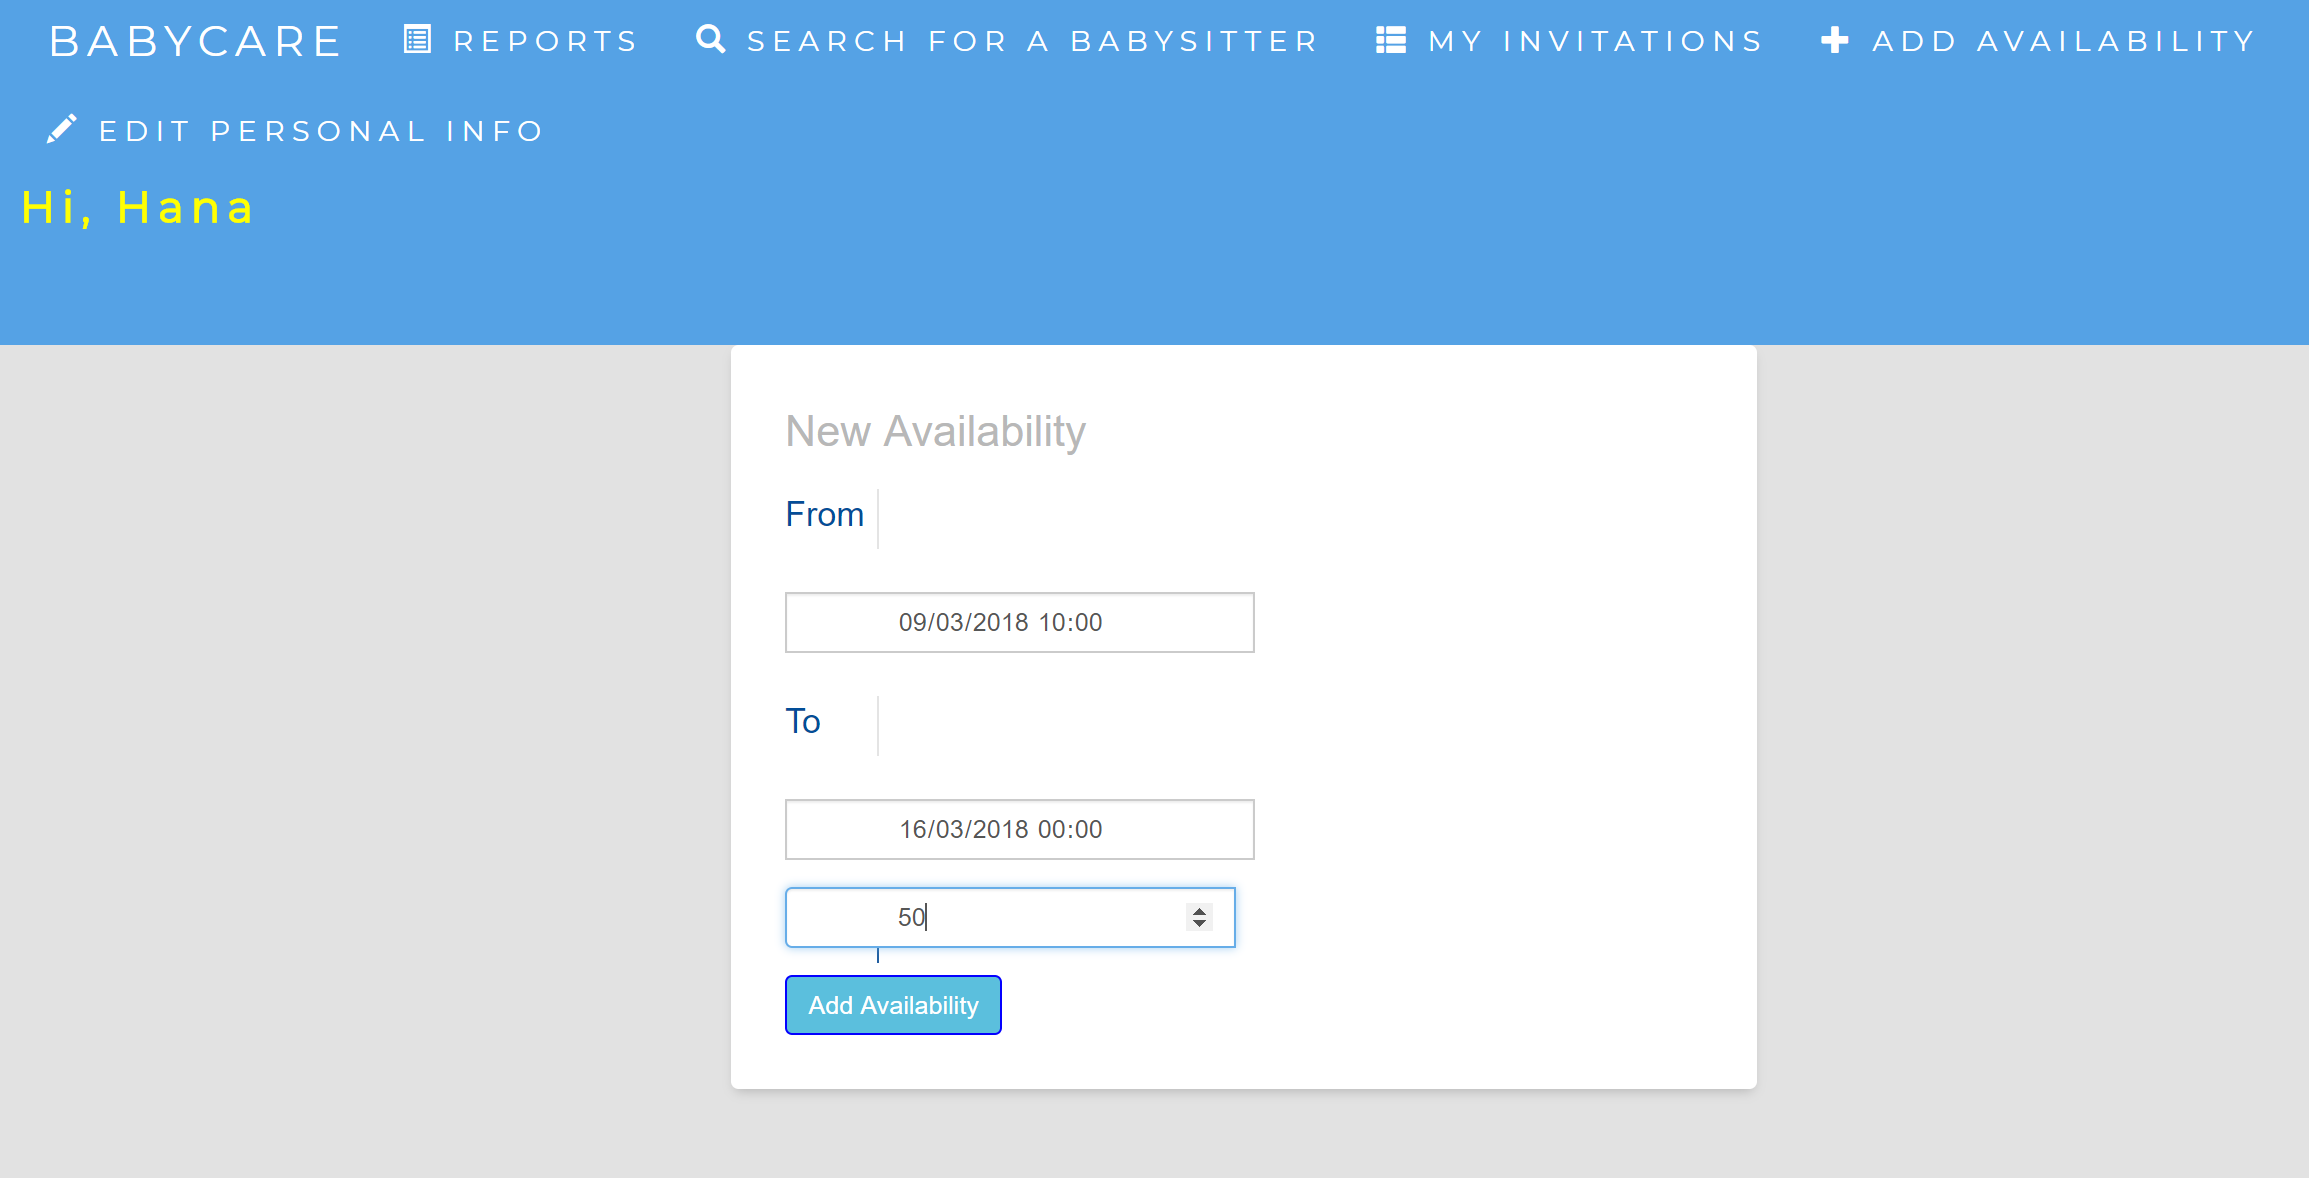 BABYCARE REPORTS SEARCH FOR A BABYSITTER MY INVITATIONS ADD AVAILABILITY
EDIT PERSONAL INFO
Hi, Hana
New Availability
From
09/03/2018 10:00
To
16/03/2018 00:00
50
Add Availability